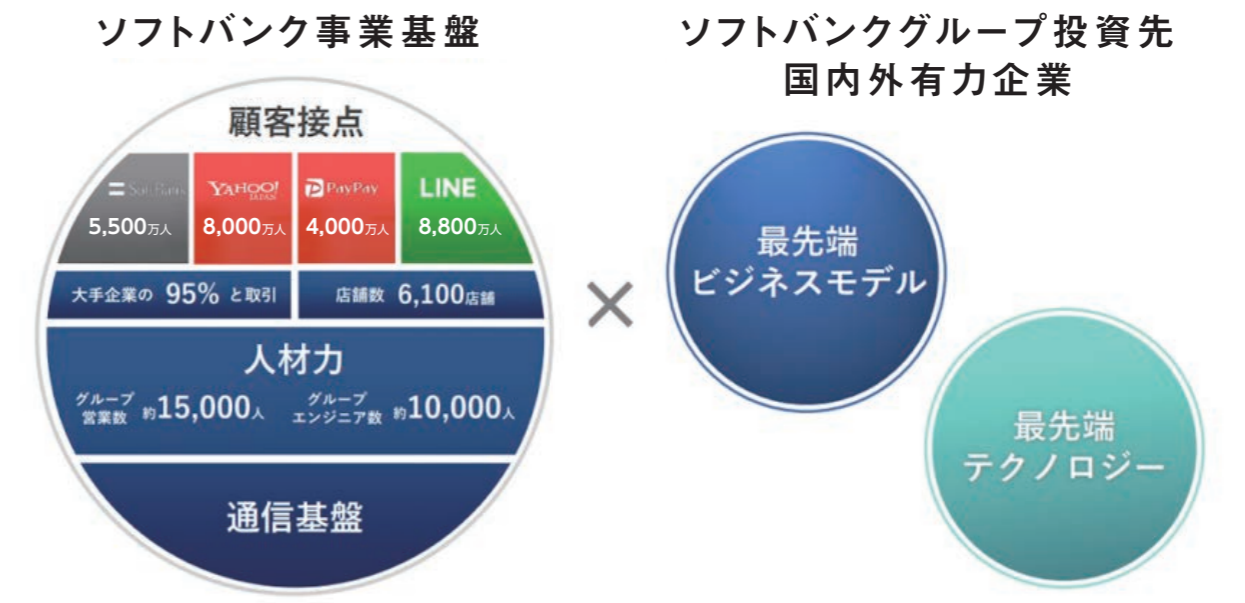 ソフトバンク事業基盤
ソフトバンクグループ投資先
国内外有力企業
顧客接点
SoftBank
YAHOO!
JAPAN
PayPay
LINE
5,500万人
8,000万人
4,000万人
8,800万人
大手企業の 95% と取引
店舗数 6,100店舗
人材力
グループ
営業数 約15,000人
グループ
エンジニア数 約10,000人
通信基盤
×
最先端
ビジネスモデル
最先端
テクノロジー